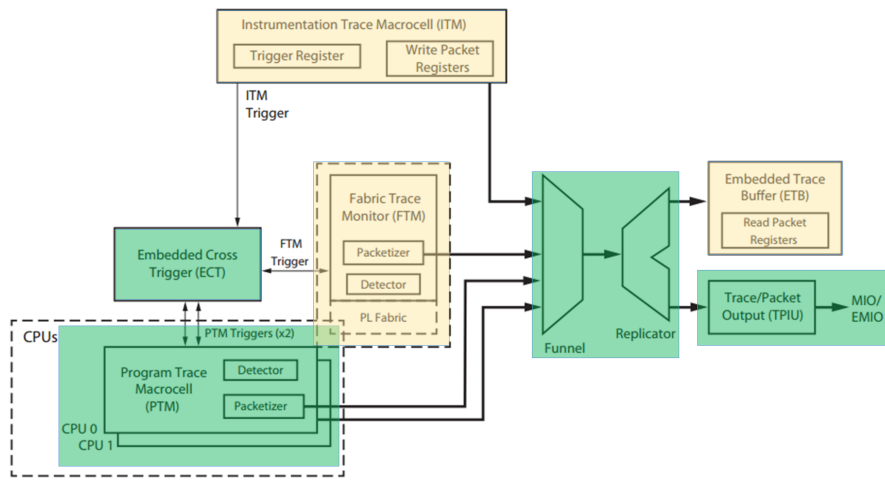 Instrumentation Trace Macrocell (ITM)
Trigger Register
Write Packet
Registers
ITM
Trigger
Fabric Trace
Monitor (FTM)
Packetizer
Detector
PL Fabric
Embedded Cross
Trigger (ECT)
FTM
Trigger
PTM Triggers (x2)
CPUs
Program Trace
Macrocell
(PTM)
Detector
Packetizer
CPU 0
CPU 1
Funnel
Replicator
Embedded Trace
Buffer (ETB)
Read Packet
Registers
Trace/Packet
Output (TPIU)
MIO/
EMIO